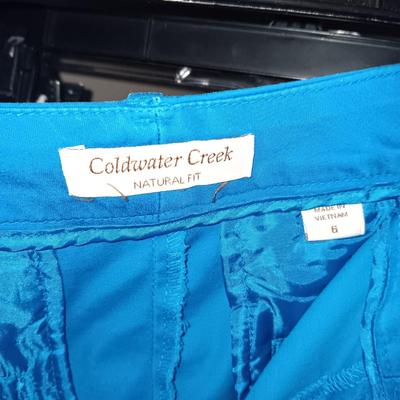 Coldwater Creek
NATURAL FIT
MADE IN
VIETNAM
6